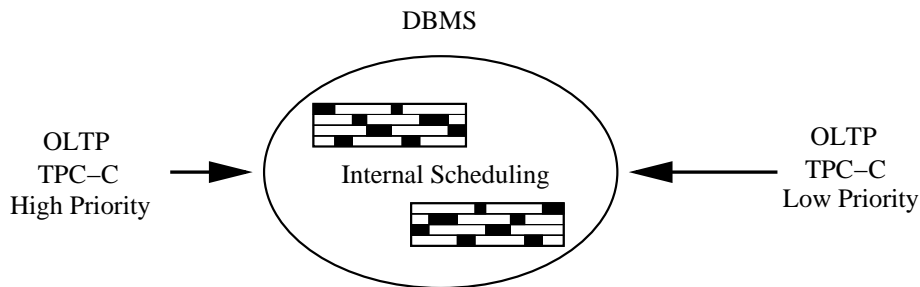 DBMS
OLTP
TPC–C
High Priority
Internal Scheduling
OLTP
TPC–C
Low Priority